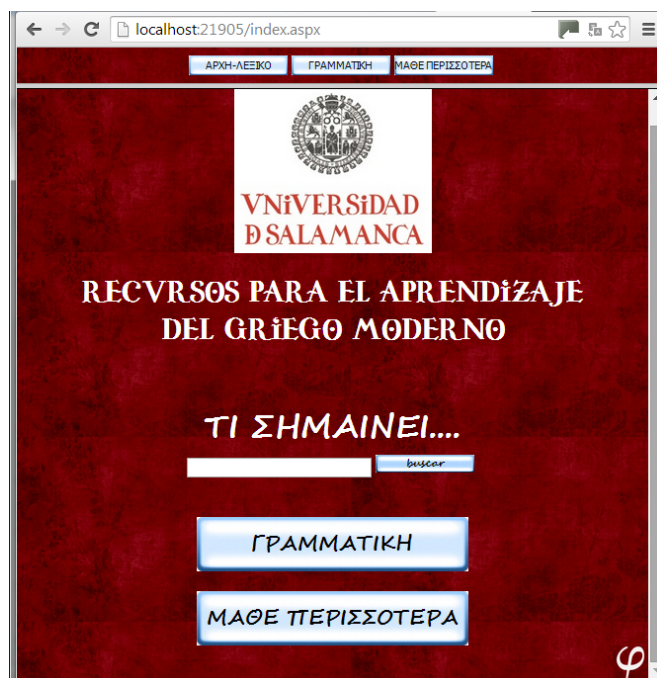 localhost:21905/index.aspx
ΑΡΧΗ-ΛΕΞΙΚΟ ΓΡΑΜΜΑΤΙΚΗ ΜΑΘΕ ΠΕΡΙΣΣΟΤΕΡΑ
VNiVERSiDAD
Ð SALAMANCA
RECVRSOS PARA EL APRENDiZAJE
DEL GRiEGO MODERNO
ΤΙ ΣΗΜΑΙΝΕΙ....
buscar
ΓΡΑΜΜΑΤΙΚΗ
ΜΑΘΕ ΠΕΡΙΣΣΟΤΕΡΑ
φ